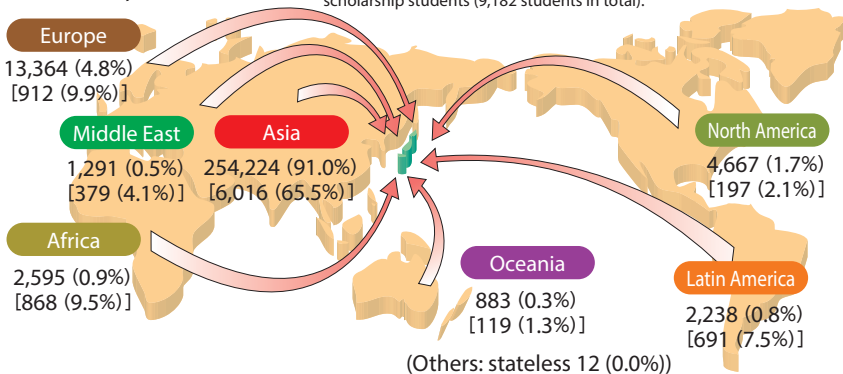 scholarship students (9,182 students in total).
Europe
13,364 (4.8%)
[912 (9.9%)]
Middle East
1,291 (0.5%)
[379 (4.1%)]
Asia
254,224 (91.0%)
[6,016 (65.5%)]
North America
4,667 (1.7%)
[197 (2.1%)]
Africa
2,595 (0.9%)
[868 (9.5%)]
Oceania
883 (0.3%)
[119 (1.3%)]
Latin America
2,238 (0.8%)
[691 (7.5%)]
(Others: stateless 12 (0.0%))